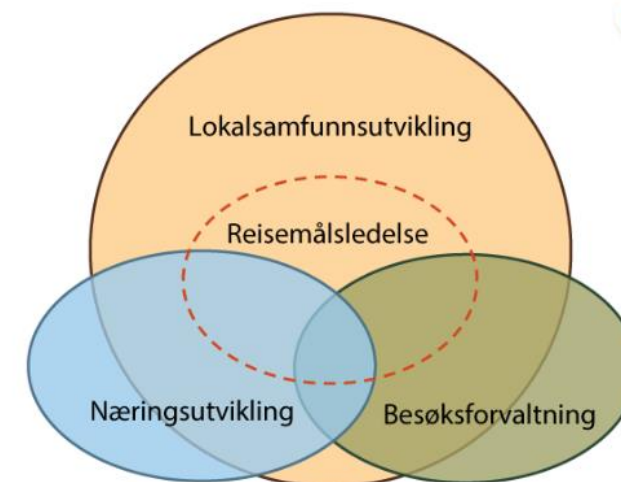 Lokalsamfunnsutvikling
Reisemålsledelse
Næringsutvikling
Besøksforvaltning